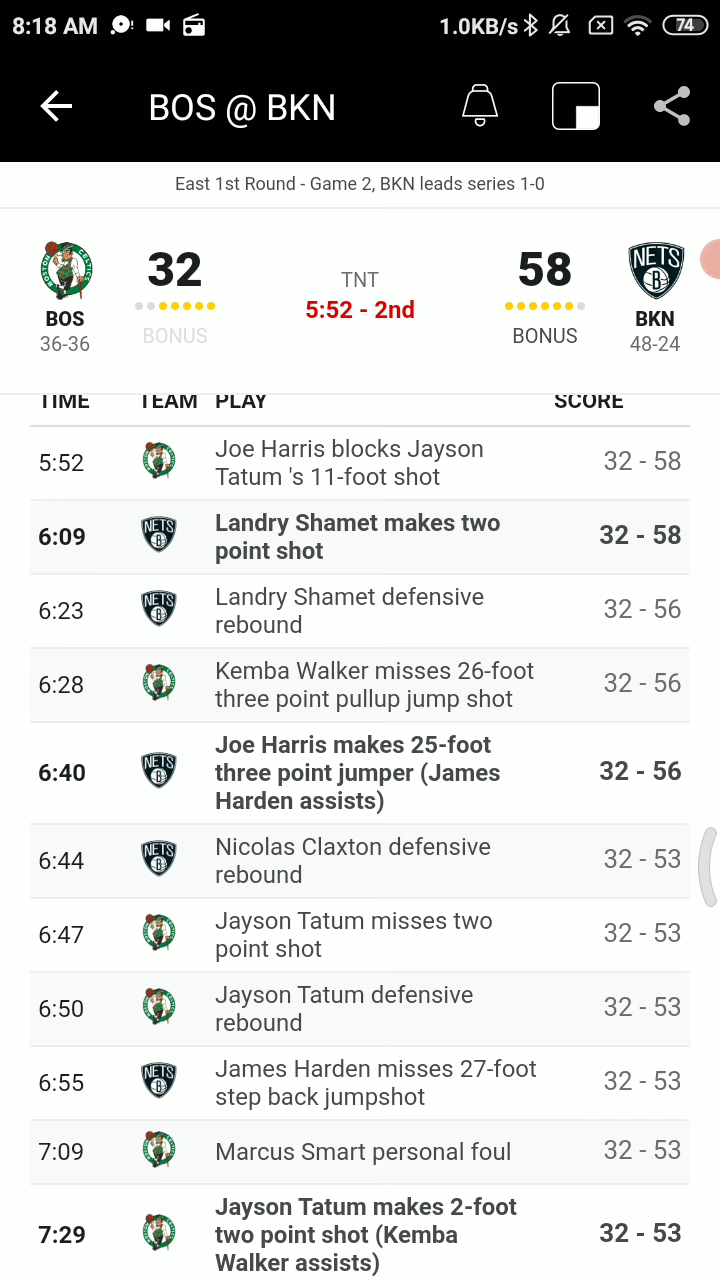 8:18 AM
1.0KB/s
74
BOS @ BKN
East 1st Round - Game 2, BKN leads series 1-0
32
58
TNT
5:52 - 2nd
BOS
36-36
BONUS
BONUS
BKN
48-24
NETS
B
BOSTON
CELTICS
TIME TEAM PLAY SCORE
5:52 Joe Harris blocks Jayson 32 - 58
Tatum 's 11-foot shot
6:09 NETS Landry Shamet makes two 32 - 58
point shot
6:23 NETS Landry Shamet defensive 32 - 56
rebound
6:28 Kemba Walker misses 26-foot 32 - 56
three point pullup jump shot
Joe Harris makes 25-foot
6:40 NETS three point jumper (James 32 - 56
Harden assists)
6:44 NETS Nicolas Claxton defensive 32 - 53
rebound
6:47 Jayson Tatum misses two 32 - 53
point shot
6:50 Jayson Tatum defensive 32 - 53
rebound
6:55 NETS James Harden misses 27-foot 32 - 53
step back jumpshot
7:09 Marcus Smart personal foul 32 - 53
Jayson Tatum makes 2-foot
7:29 two point shot (Kemba 32 - 53
Walker assists)